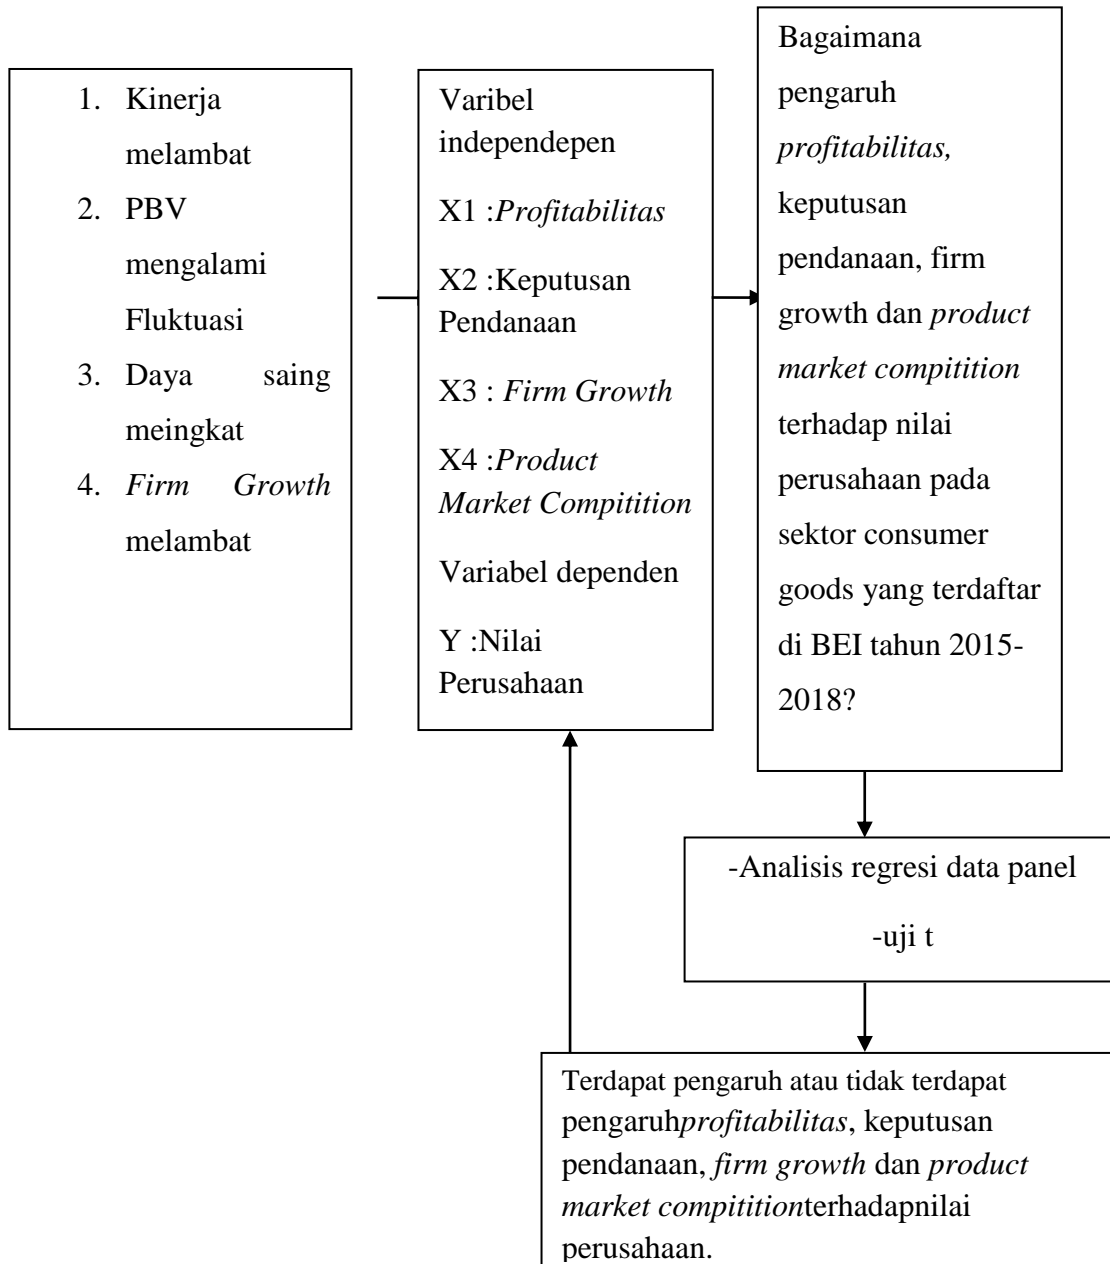 1. Kinerja
melambat
2. PBV
mengalami
Fluktuasi
3. Daya saing
meingkat
4. Firm Growth
melambat
Varibel
independepen
X1 :Profitabilitas
X2 :Keputusan
Pendanaan
X3 : Firm Growth
X4 :Product
Market Compitition
Variabel dependen
Y :Nilai
Perusahaan
Bagaimana
pengaruh
profitabilitas,
keputusan
pendanaan, firm
growth dan product
market compitition
terhadap nilai
perusahaan pada
sektor consumer
goods yang terdaftar
di BEI tahun 2015-
2018?
-Analisis regresi data panel
-uji t
Terdapat pengaruh atau tidak terdapat
pengaruhprofitabilitas, keputusan
pendanaan, firm growth dan product
market compititionterhadapnilai
perusahaan.